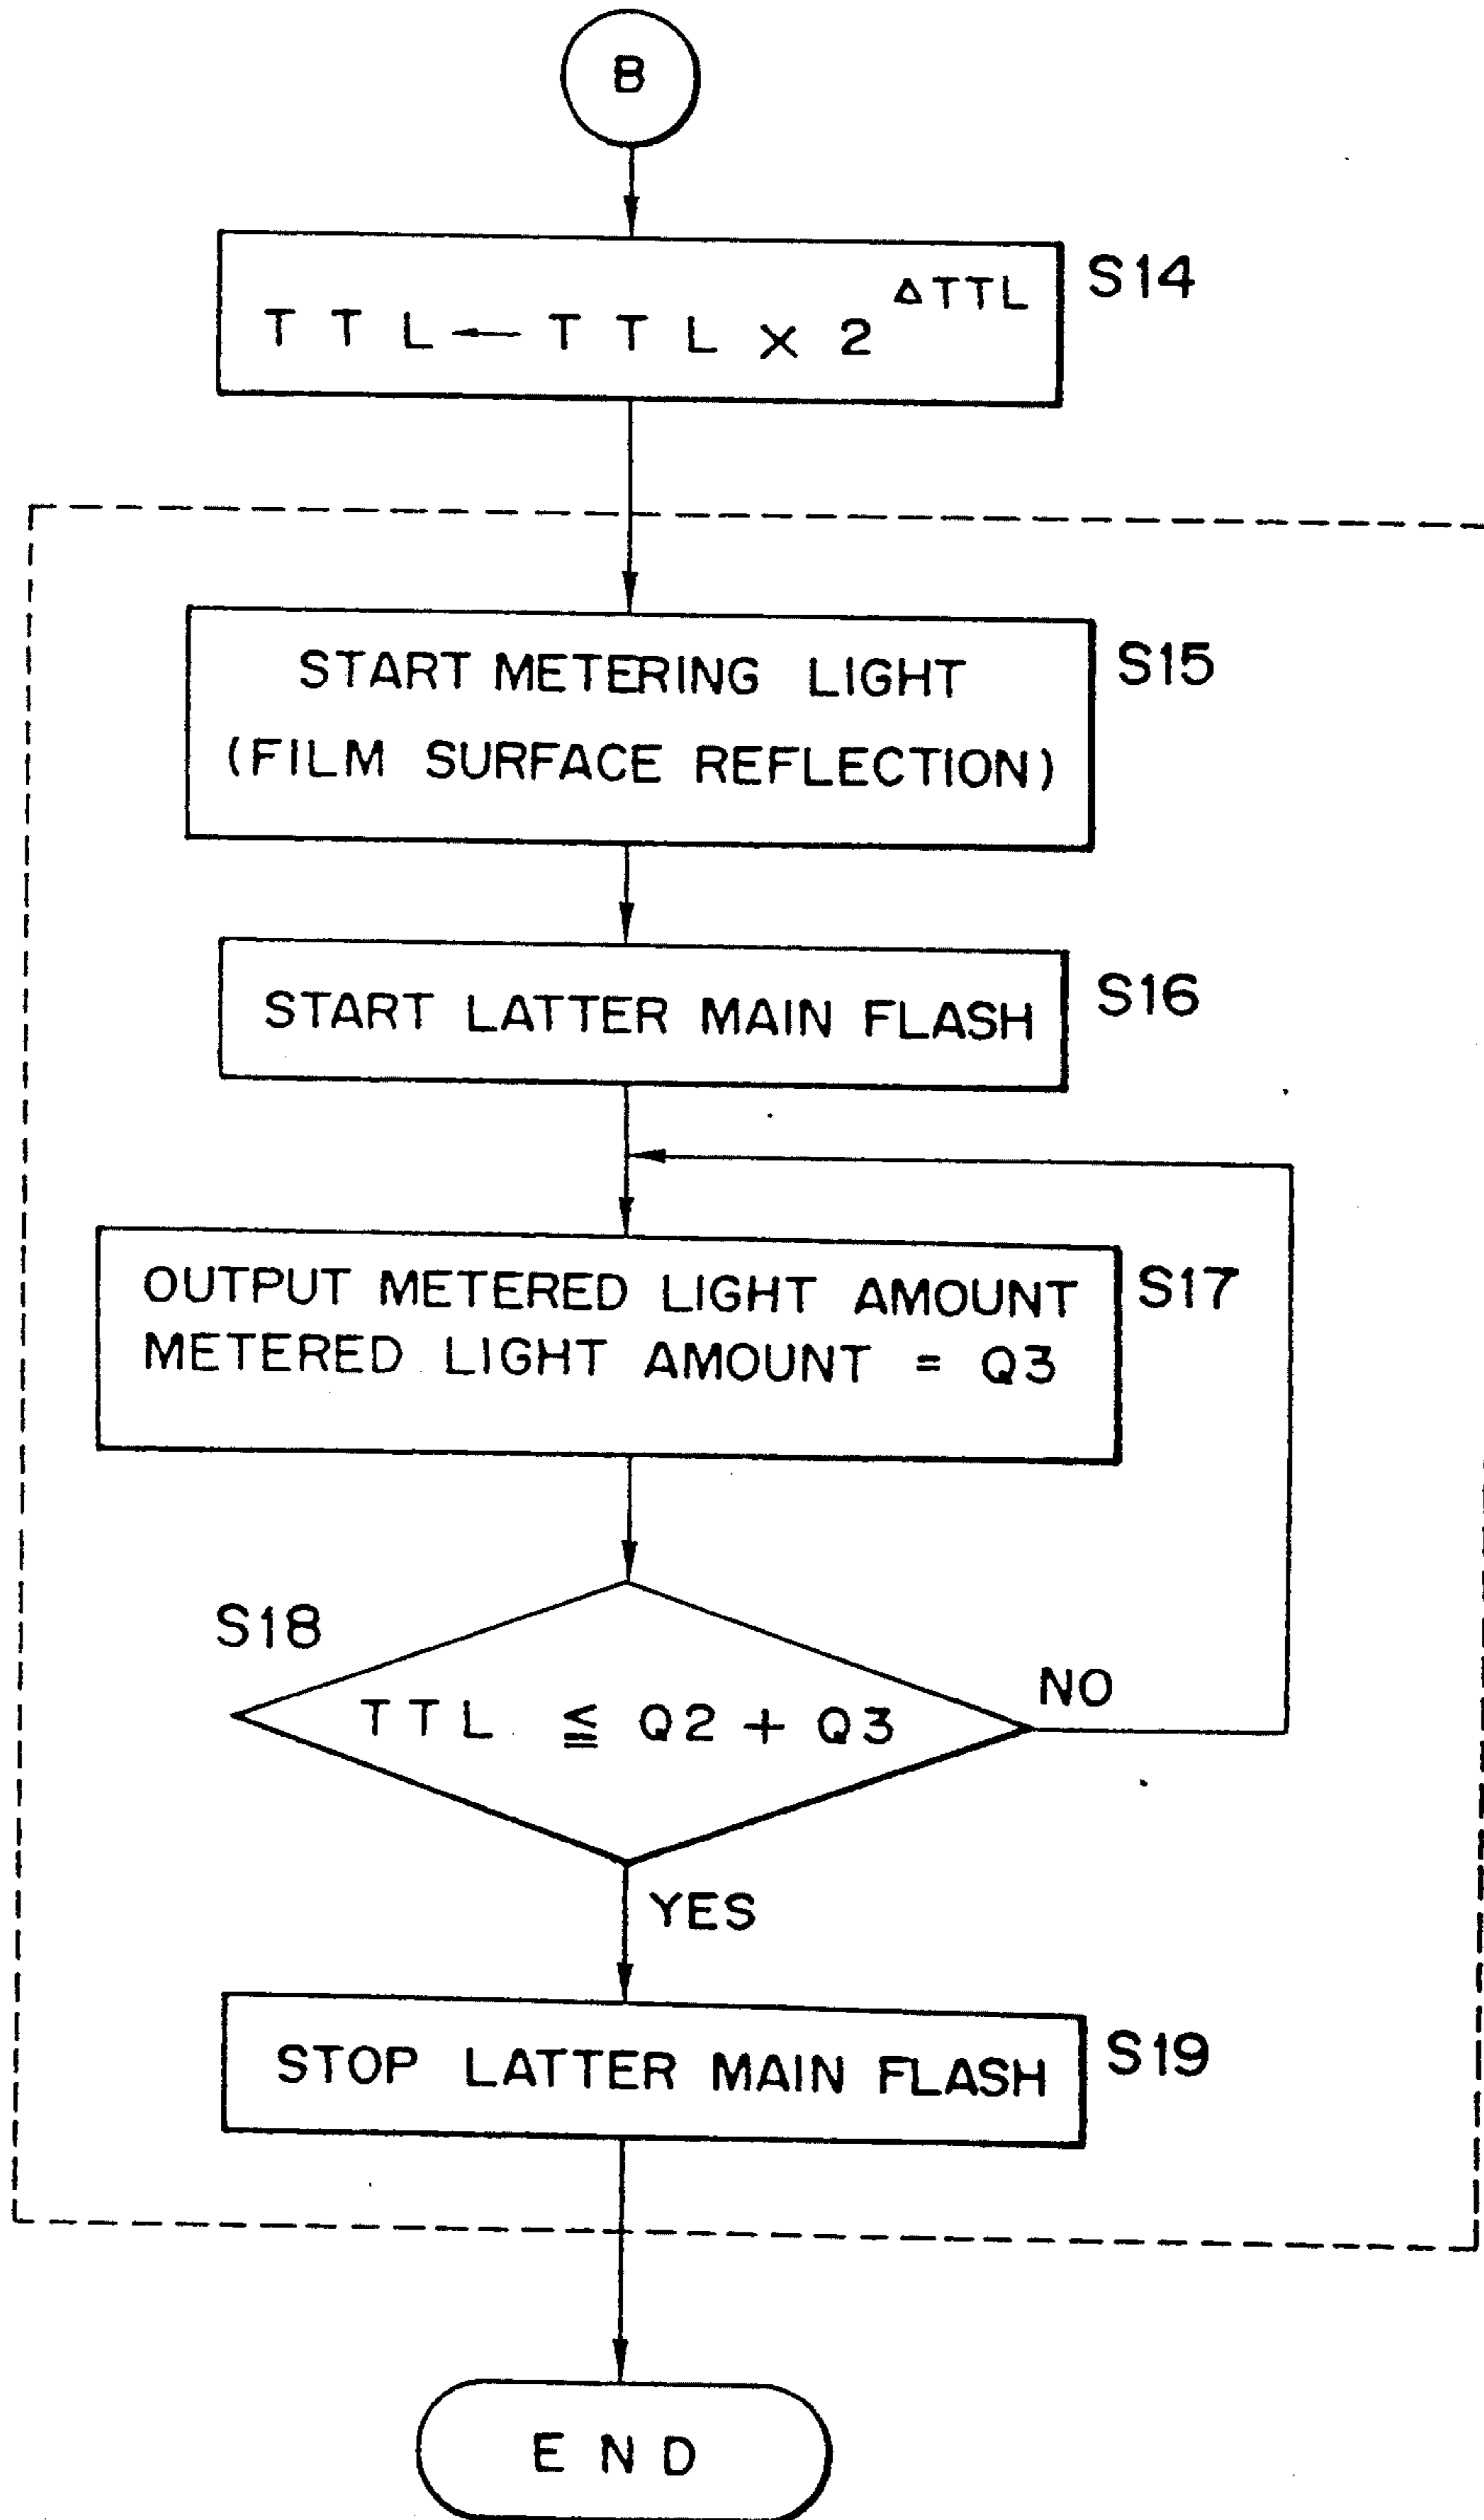 B
TTL ← TTL × 2^ΔTTL
S14
START METERING LIGHT
(FILM SURFACE REFLECTION)
S15
START LATTER MAIN FLASH
S16
OUTPUT METERED LIGHT AMOUNT
METERED LIGHT AMOUNT = Q3
S17
S18
TTL ≦ Q2 + Q3
NO
YES
STOP LATTER MAIN FLASH
S19
END